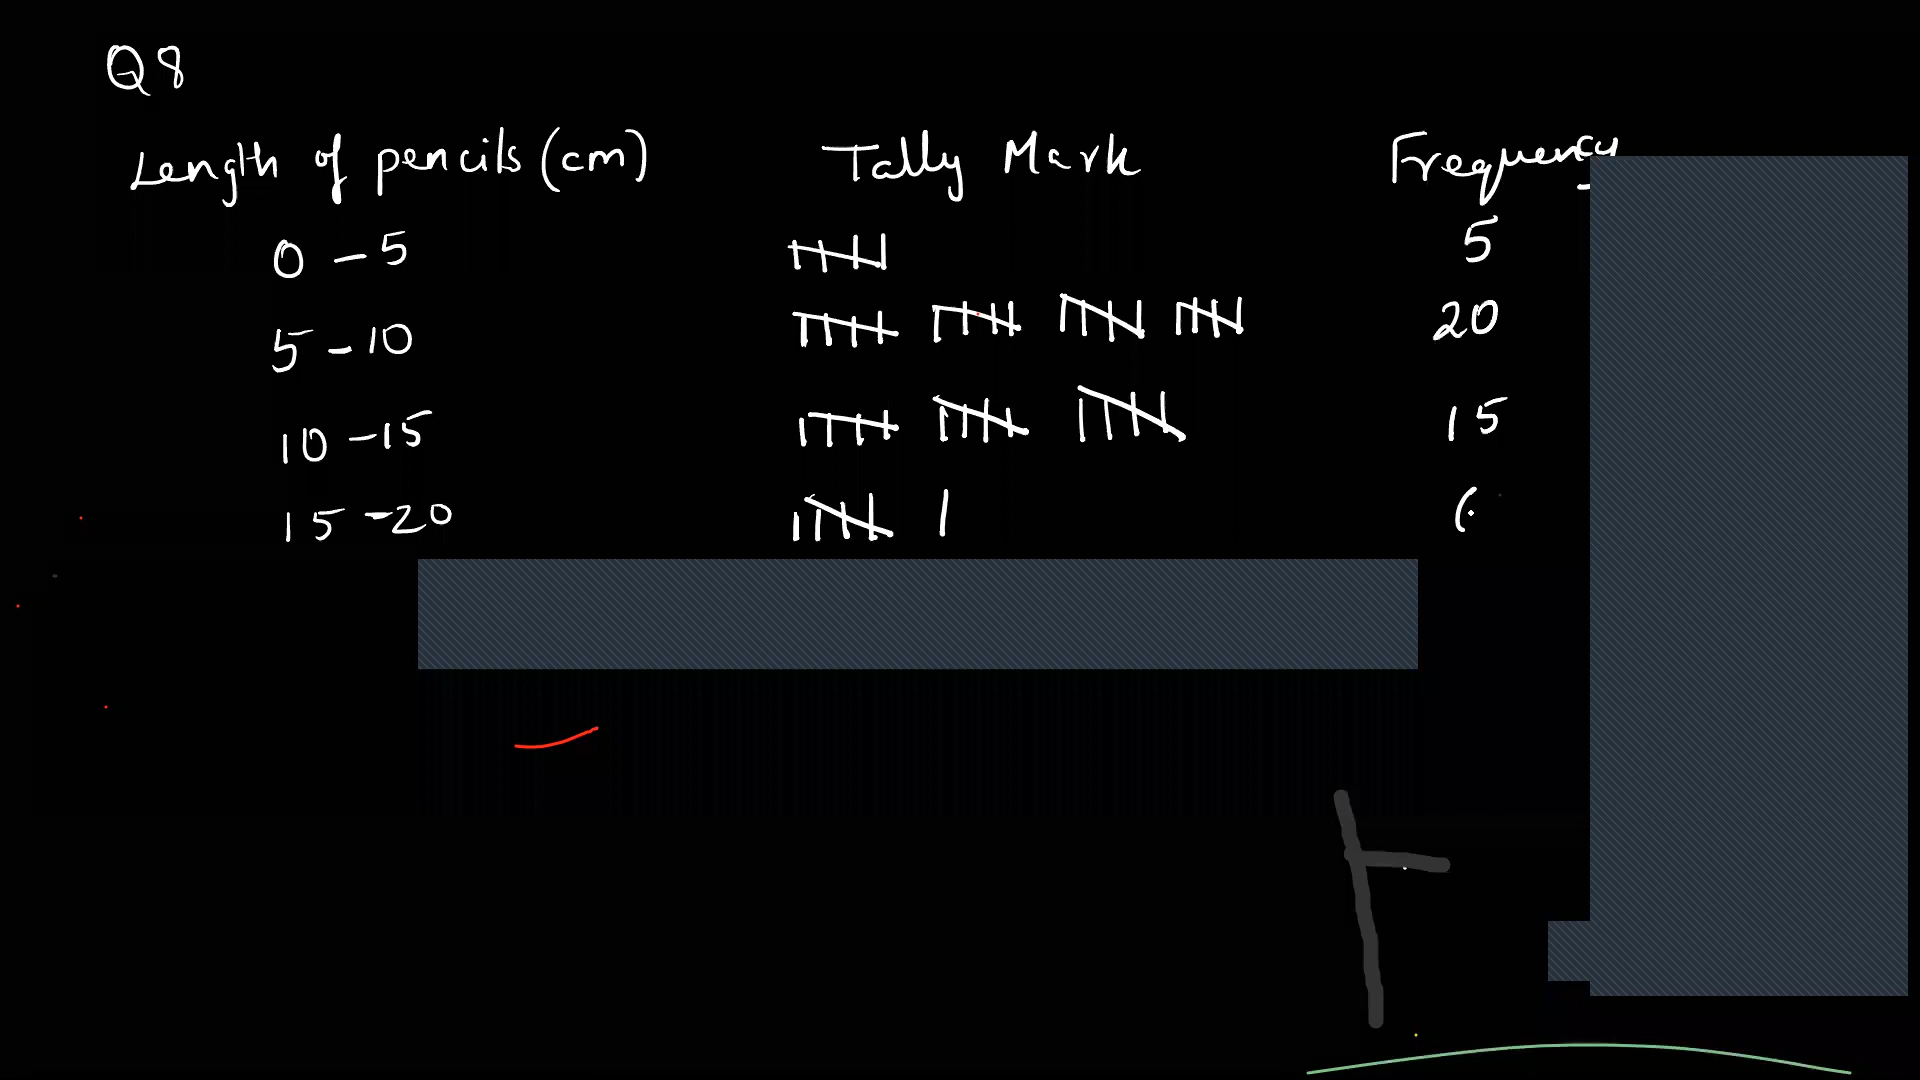 Q8
Length of pencils (cm) Tally Mark Frequency
0 - 5 5
5 - 10 20
10 - 15 15
15 - 20